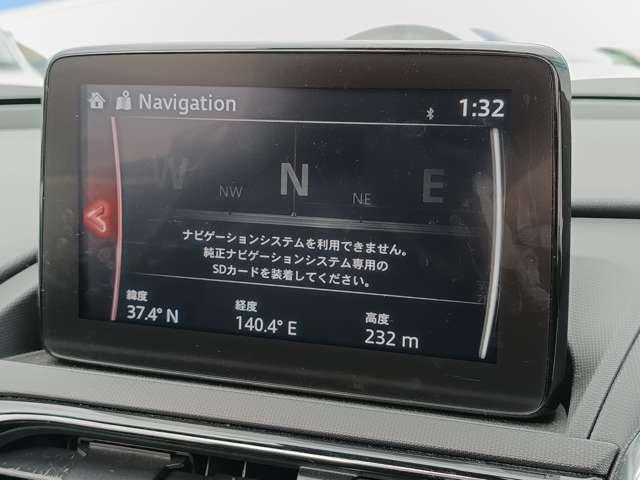 Navigation
1:32
W NW N NE E
ナビゲーションシステムを利用できません。
純正ナビゲーションシステム専用の
SDカードを装着してください。
緯度 経度 高度
37.4° N 140.4° E 232 m